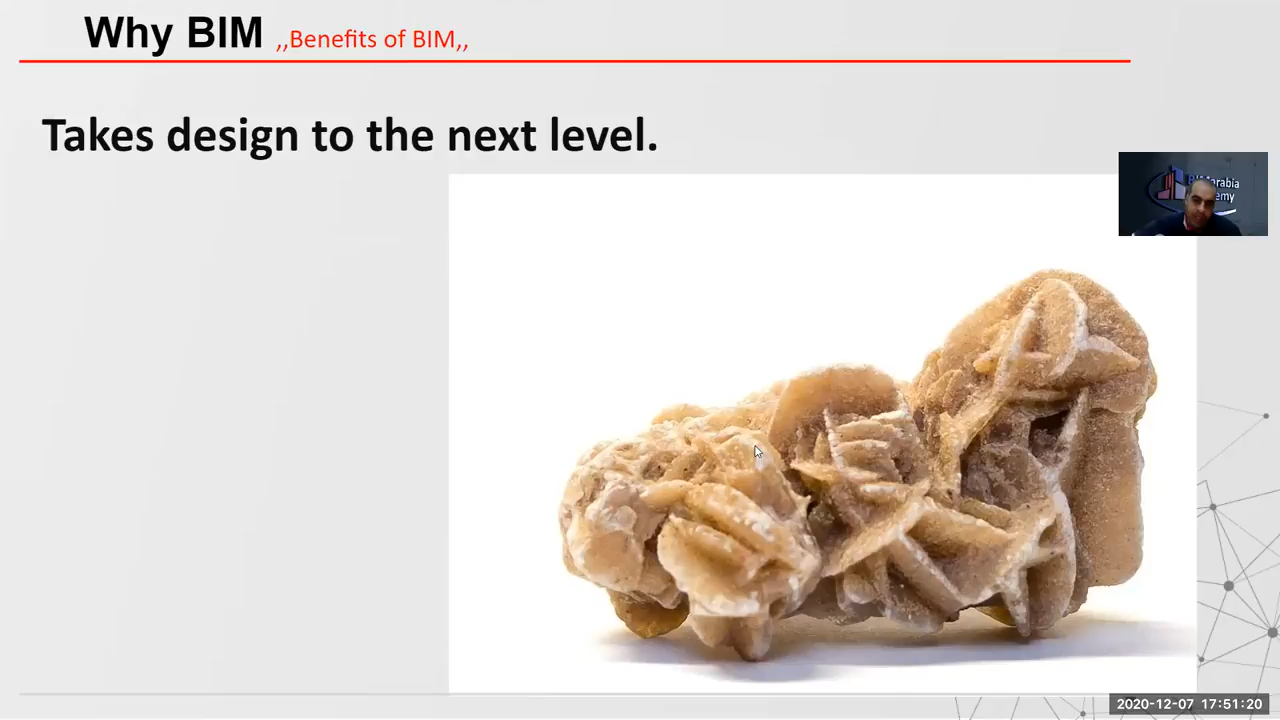 Why BIM ,,Benefits of BIM,,
Takes design to the next level.
2020-12-07 17:51:20